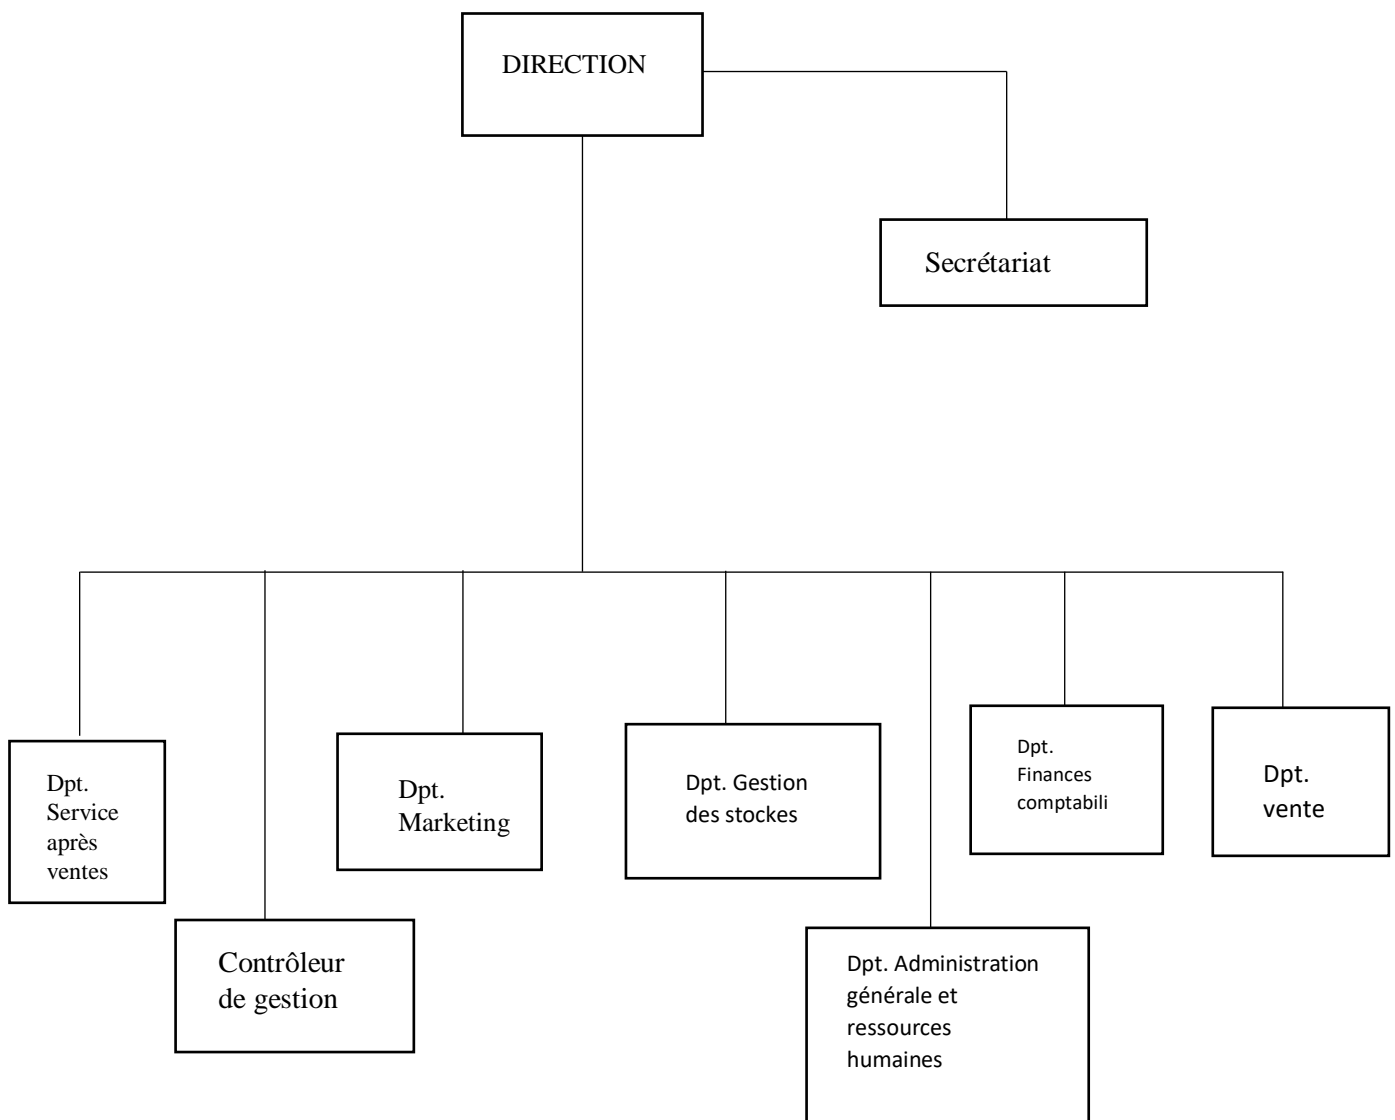 DIRECTION
Secrétariat
Dpt.
Service
après
ventes
Contrôleur
de gestion
Dpt.
Marketing
Dpt. Gestion
des stockes
Dpt. Administration
générale et
ressources
humaines
Dpt.
Finances
comptabili
Dpt.
vente